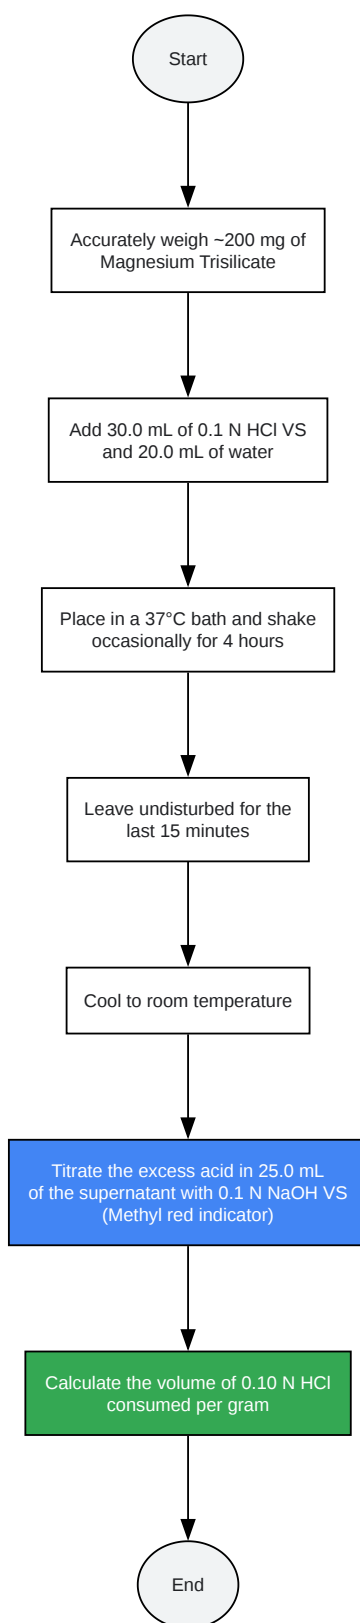 Start
Accurately weigh ~200 mg of
Magnesium Trisilicate
Add 30.0 mL of 0.1 N HCl VS
and 20.0 mL of water
Place in a 37°C bath and shake
occasionally for 4 hours
Leave undisturbed for the
last 15 minutes
Cool to room temperature
Titrate the excess acid in 25.0 mL
of the supernatant with 0.1 N NaOH VS
(Methyl red indicator)
Calculate the volume of 0.10 N HCl
consumed per gram
End